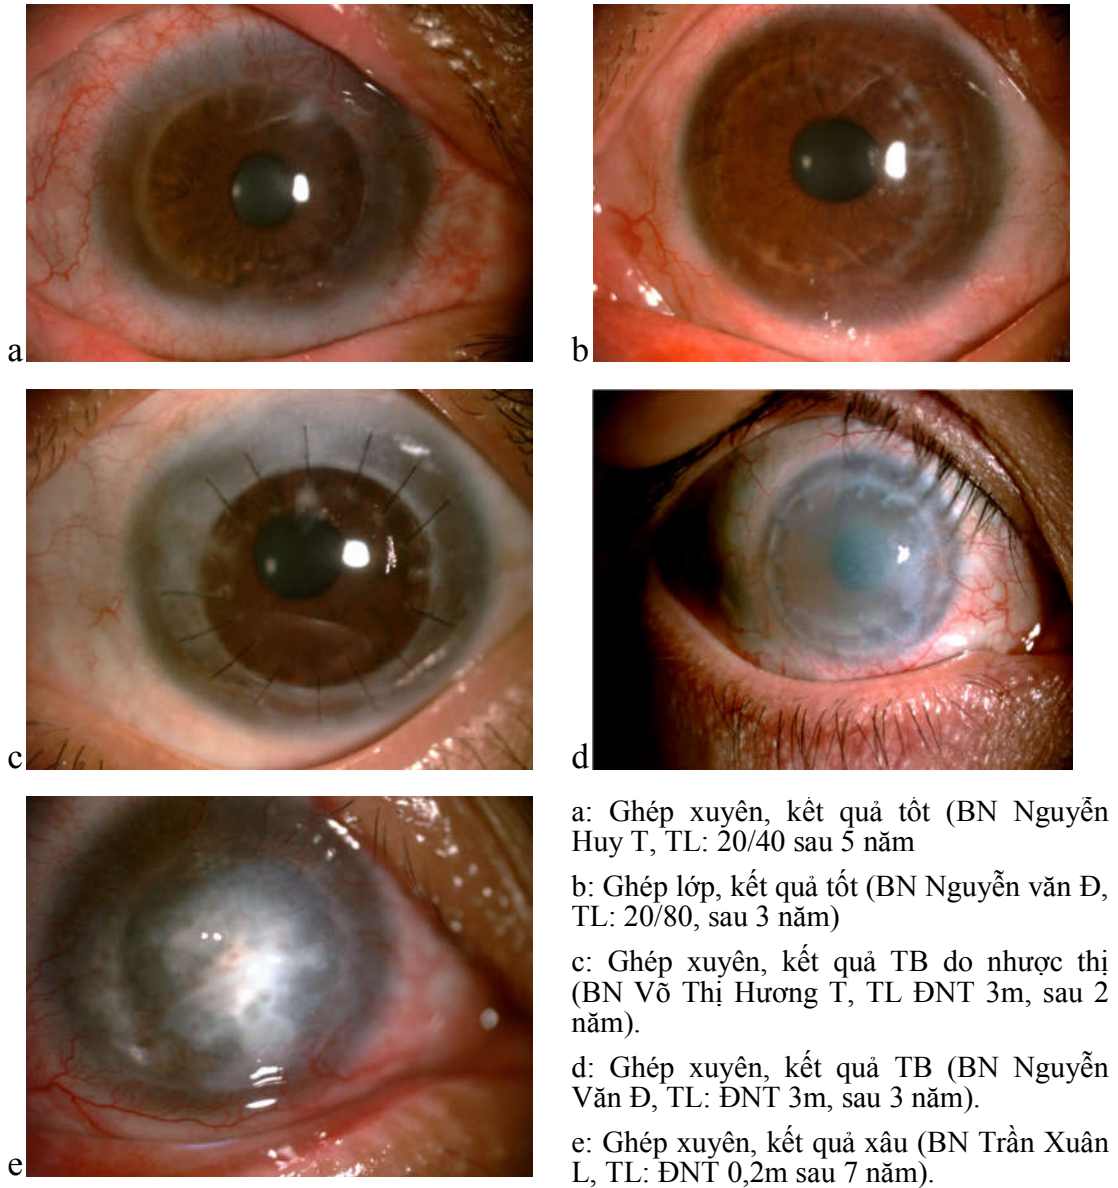 a
b
c
d
e
a: Ghép xuyên, kết quả tốt (BN Nguyễn
Huy T, TL: 20/40 sau 5 năm
b: Ghép lớp, kết quả tốt (BN Nguyễn văn Đ,
TL: 20/80, sau 3 năm)
c: Ghép xuyên, kết quả TB do nhược thị
(BN Võ Thị Hương T, TL ĐNT 3m, sau 2
năm).
d: Ghép xuyên, kết quả TB (BN Nguyễn
Văn Đ, TL: ĐNT 3m, sau 3 năm).
e: Ghép xuyên, kết quả xâu (BN Trần Xuân
L, TL: ĐNT 0,2m sau 7 năm).